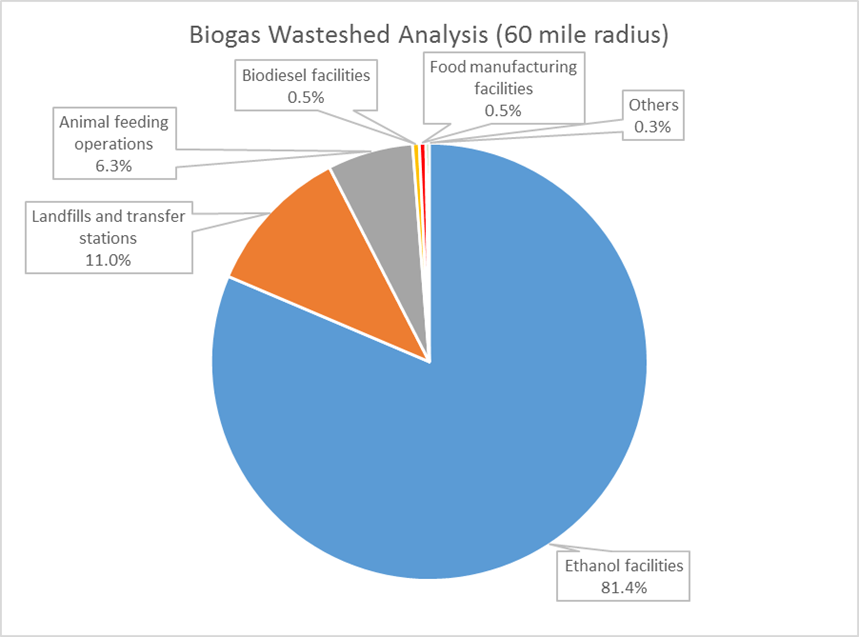 Biogas Wasteshed Analysis (60 mile radius)
Biodiesel facilities
0.5%
Food manufacturing
facilities
0.5%
Others
0.3%
Animal feeding
operations
6.3%
Landfills and transfer
stations
11.0%
Ethanol facilities
81.4%